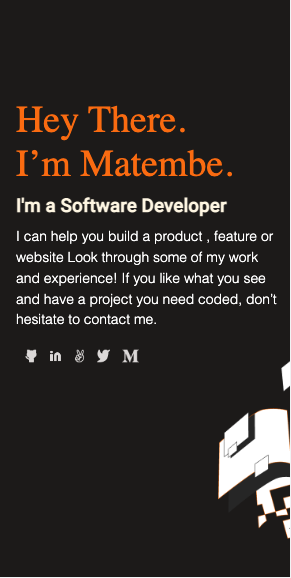 Hey There.
I’m Matembe.
I'm a Software Developer
I can help you build a product , feature or
website Look through some of my work
and experience! If you like what you see
and have a project you need coded, don’t
hesitate to contact me.